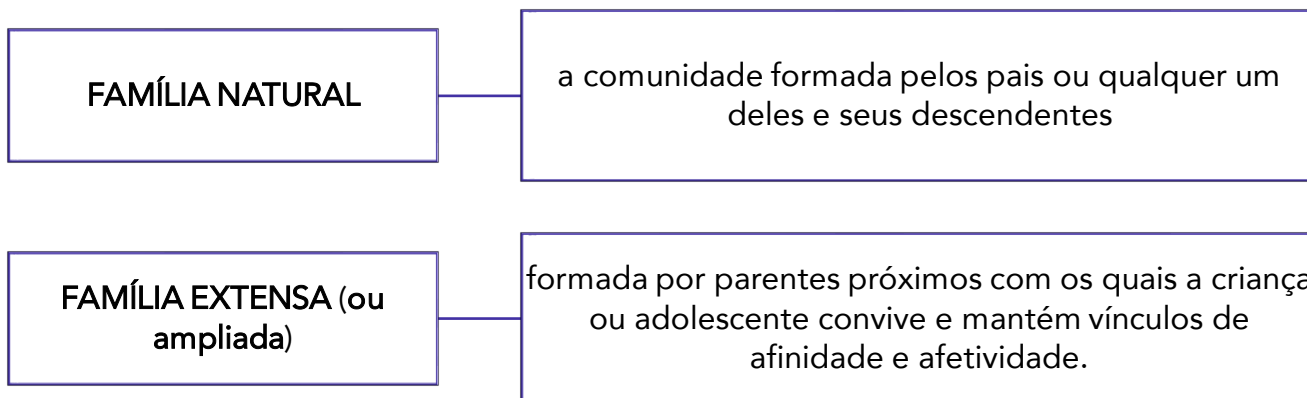 FAMÍLIA NATURAL
a comunidade formada pelos pais ou qualquer um
deles e seus descendentes
FAMÍLIA EXTENSA (ou
ampliada)
formada por parentes próximos com os quais a criança
ou adolescente convive e mantém vínculos de
afinidade e afetividade.